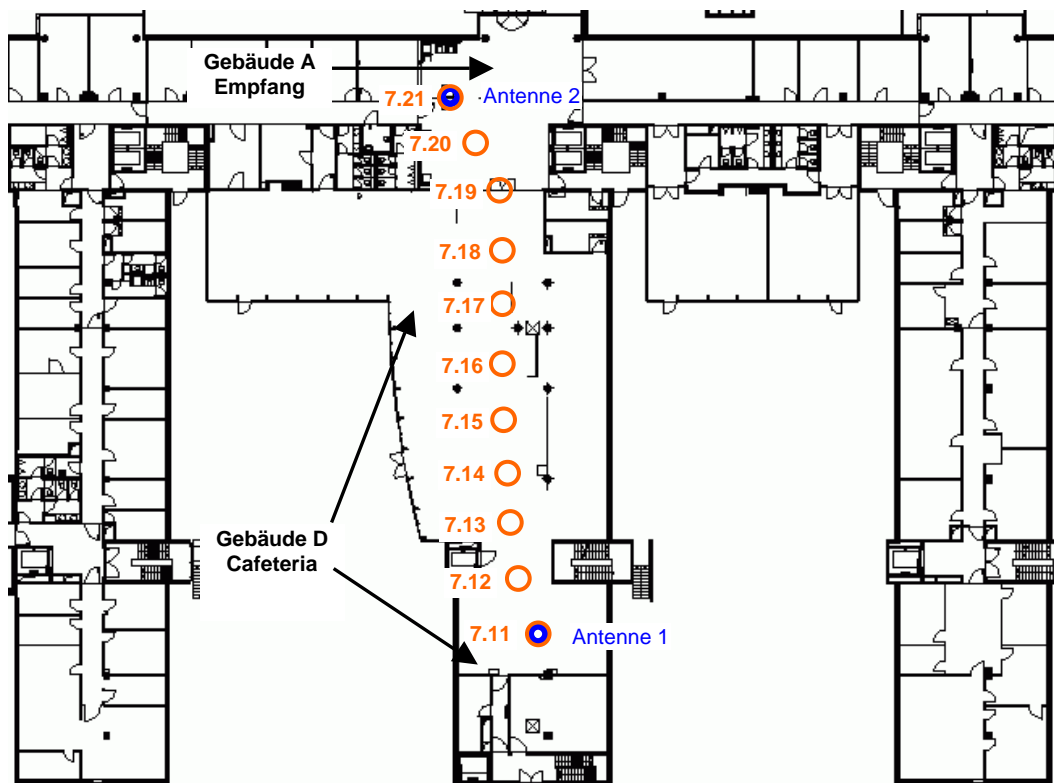 Gebäude A
Empfang
7.21
Antenne 2
7.20
7.19
7.18
7.17
7.16
7.15
7.14
7.13
Gebäude D
Cafeteria
7.12
7.11
Antenne 1